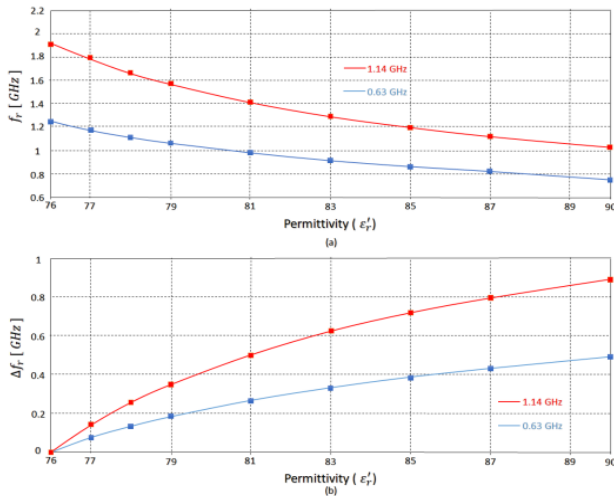 2.2
2
1.8
1.6
1.4
1.2
1
0.8
0.6
f_r [ GHz]
1.14 GHz
0.63 GHz
76 77 79 81 83 85 87 89 90
Permittivity ( ε_r′ )
(a)
1
0.8
0.6
0.4
0.2
0
Δf_r [ GHz]
1.14 GHz
0.63 GHz
76 77 79 81 83 85 87 89 90
Permittivity ( ε_r′ )
(b)